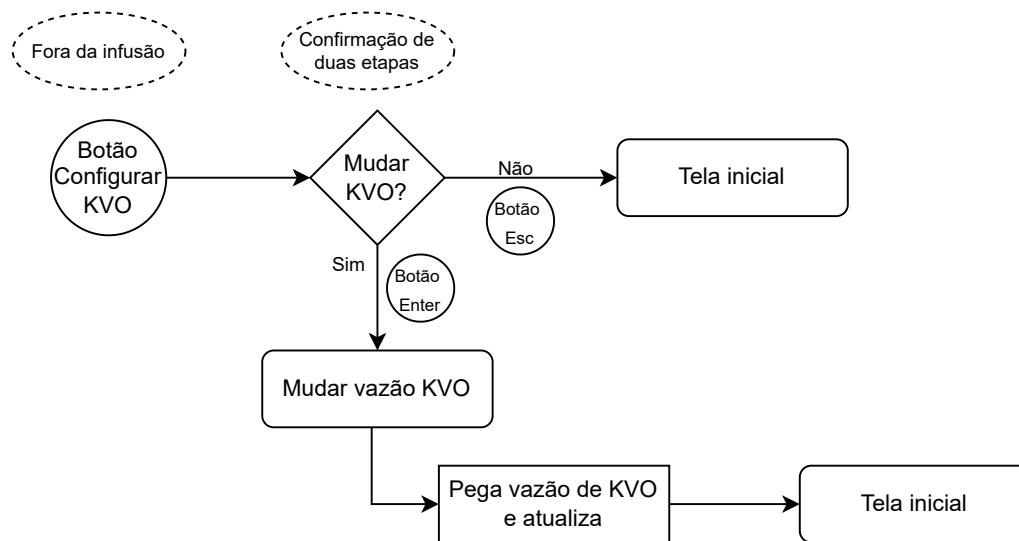 Fora da infusão
Confirmação de
duas etapas
Botão
Configurar
KVO
Mudar
KVO?
Não
Botão
Esc
Tela inicial
Sim
Botão
Enter
Mudar vazão KVO
Pega vazão de KVO
e atualiza
Tela inicial